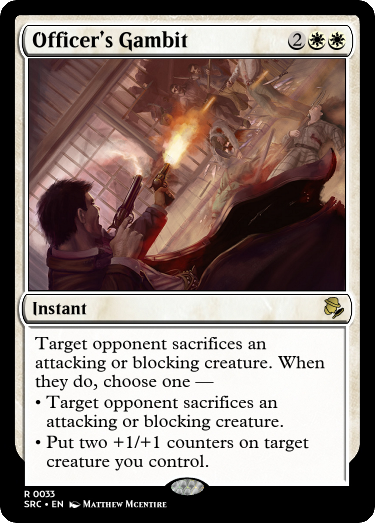 Officer's Gambit 2
Instant
Target opponent sacrifices an
attacking or blocking creature. When
they do, choose one —
• Target opponent sacrifices an
attacking or blocking creature.
• Put two +1/+1 counters on target
creature you control.
R 0033
SRC • EN Matthew Mcentire